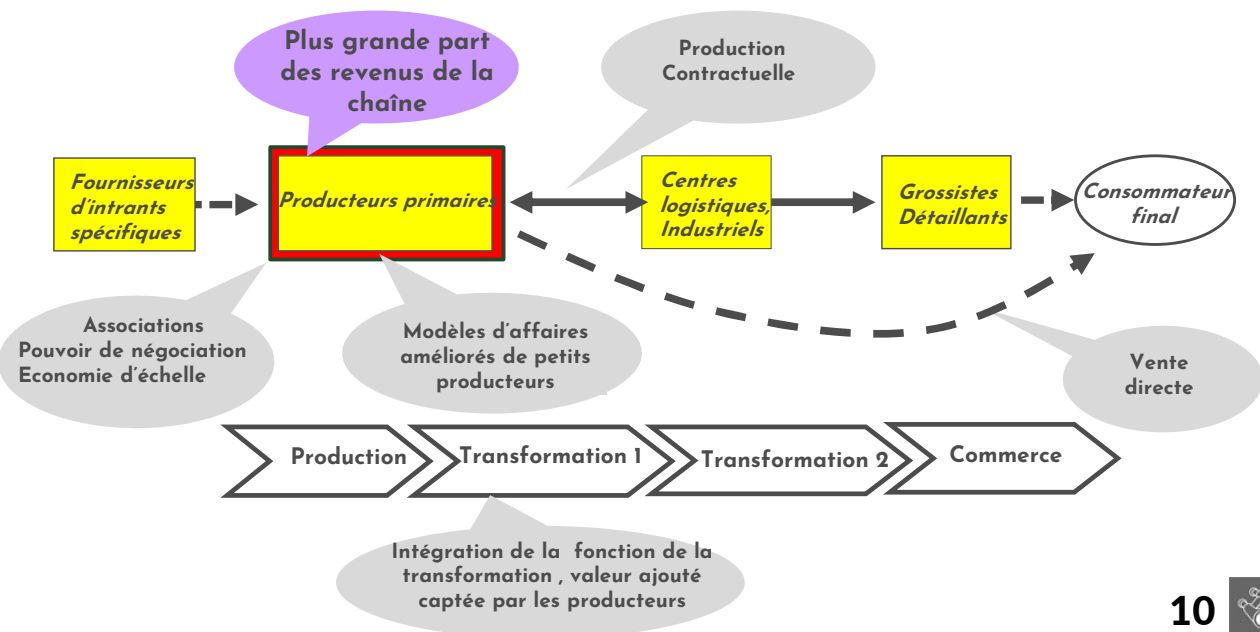 Plus grande part
des revenus de la
chaîne
Production
Contractuelle
Fournisseurs
d'intrants
spécifiques
Producteurs primaires
Centres
logistiques,
Industriels
Grossistes
Détaillants
Consommateur
final
Associations
Pouvoir de négociation
Economie d'échelle
Modèles d'affaires
améliorés de petits
producteurs
Vente
directe
Production
Transformation 1
Transformation 2
Commerce
Intégration de la fonction de la
transformation , valeur ajouté
captée par les producteurs
10